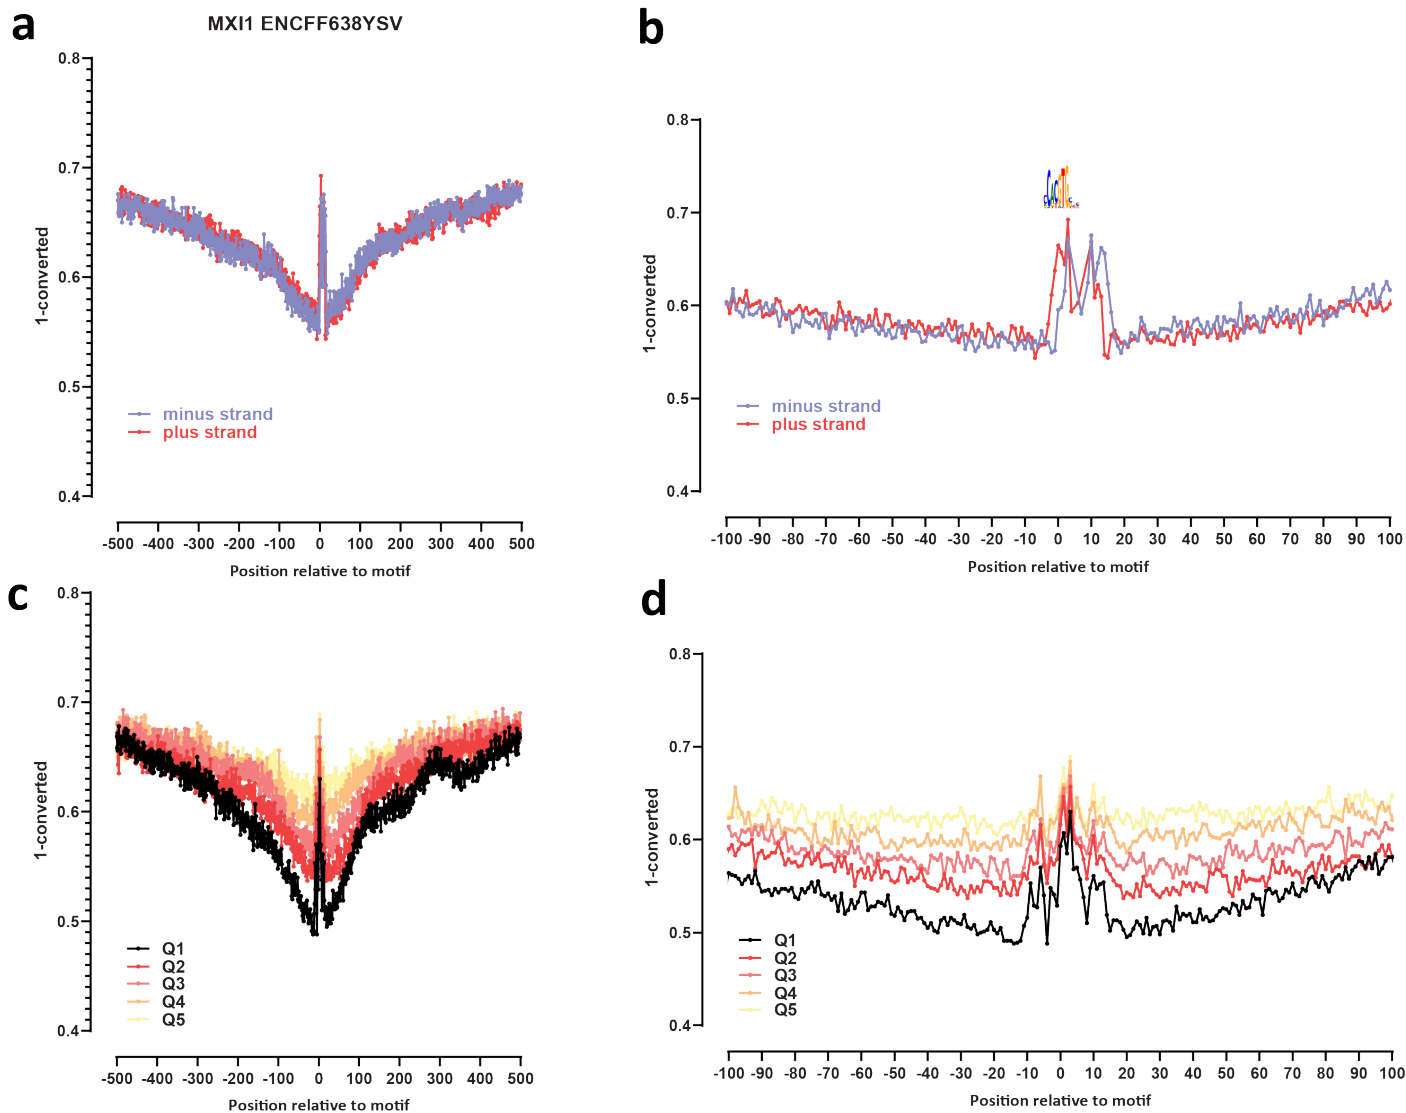 a
MXI1 ENCFF638YSV
0.8
0.7
0.6
0.5
0.4
1-converted
minus strand
plus strand
-500 -400 -300 -200 -100 0 100 200 300 400 500
Position relative to motif
b
0.8
0.7
0.6
0.5
0.4
1-converted
minus strand
plus strand
-100 -90 -80 -70 -60 -50 -40 -30 -20 -10 0 10 20 30 40 50 60 70 80 90 100
Position relative to motif
c
0.8
0.7
0.6
0.5
0.4
1-converted
Q1
Q2
Q3
Q4
Q5
-500 -400 -300 -200 -100 0 100 200 300 400 500
Position relative to motif
d
0.8
0.7
0.6
0.5
0.4
1-converted
Q1
Q2
Q3
Q4
Q5
-100 -90 -80 -70 -60 -50 -40 -30 -20 -10 0 10 20 30 40 50 60 70 80 90 100
Position relative to motif